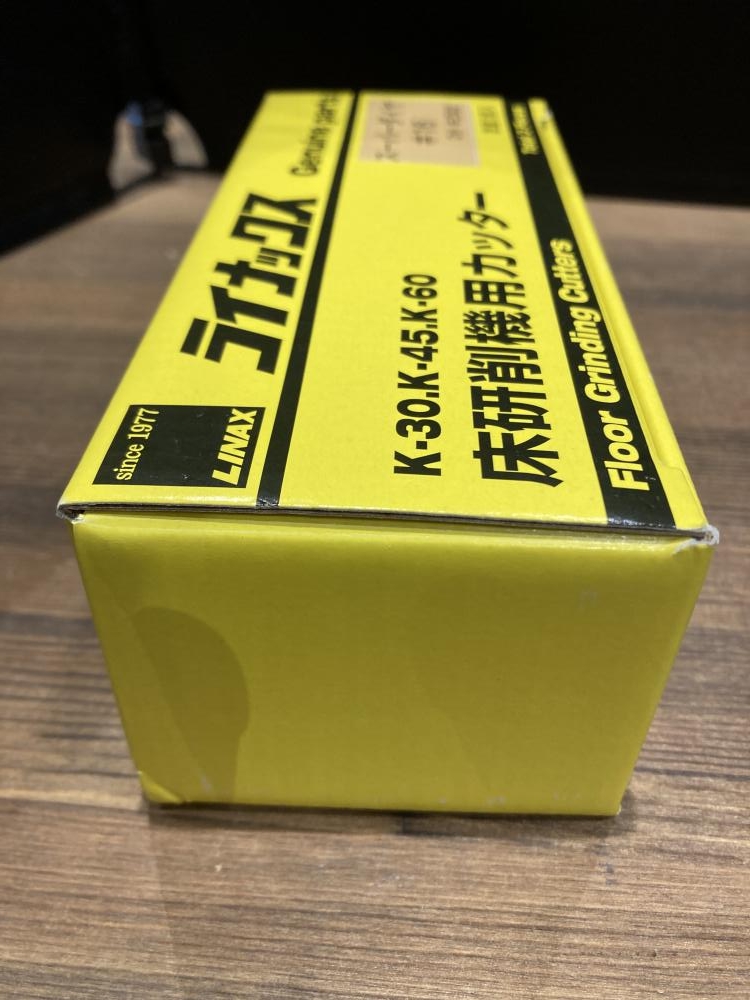 since 1977
LINAX
ライナックス
Genuine parts
K-30.K-45.K-60
床研削機用カッター
Floor Grinding Cutters